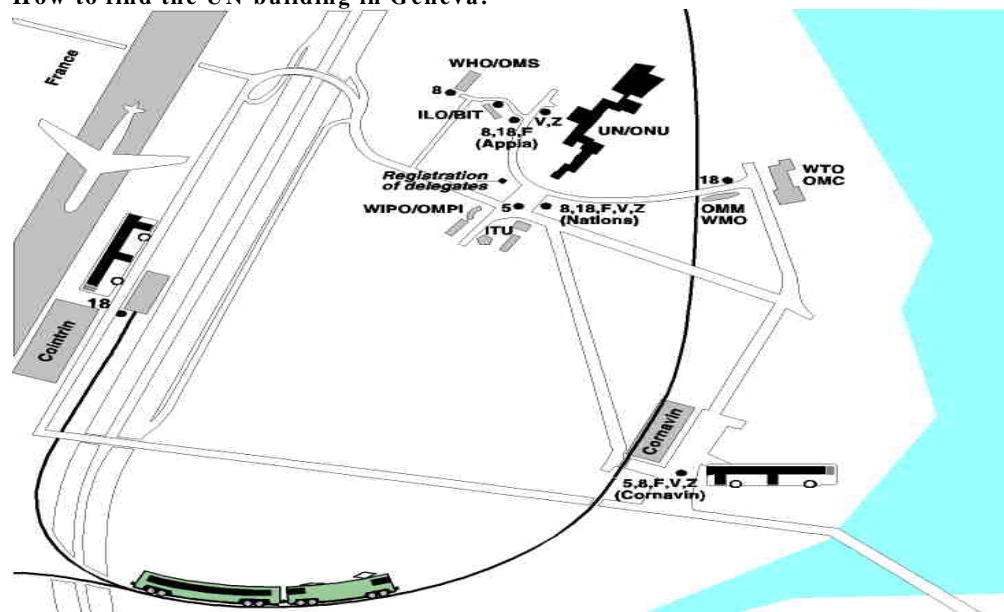 How to find the UN building in Geneva?
France
WHO/OMS
8
ILO/BIT
V,Z
8,18,F
(Appia)
UN/ONU
Registration
of delegates
18
WTO
OMC
WIPO/OMPI
5
8,18,F,V,Z
(Nations)
OMM
WMO
ITU
18
Cointrin
Cornavin
5,8,F,V,Z
(Cornavin)